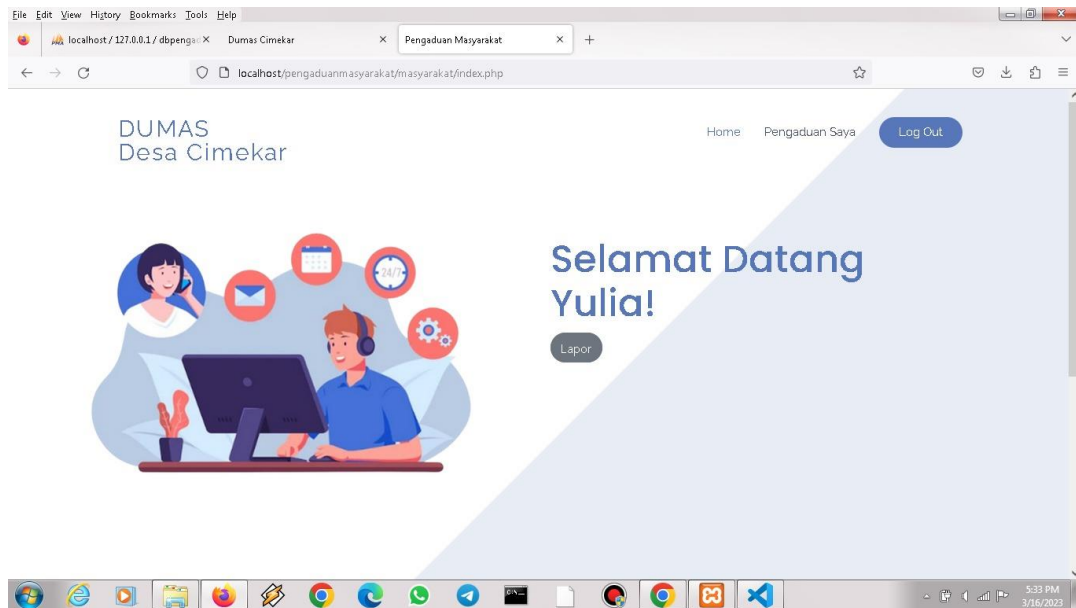 File Edit View History Bookmarks Tools Help
localhost / 127.0.0.1 / dbpengad
Dumas Cimekar
Pengaduan Masyarakat
localhost/pengaduanmasyarakat/masyarakat/index.php
DUMAS
Desa Cimekar
Home Pengaduan Saya Log Out
24/7
Selamat Datang
Yulia!
Lapor
5:33 PM
3/16/2023